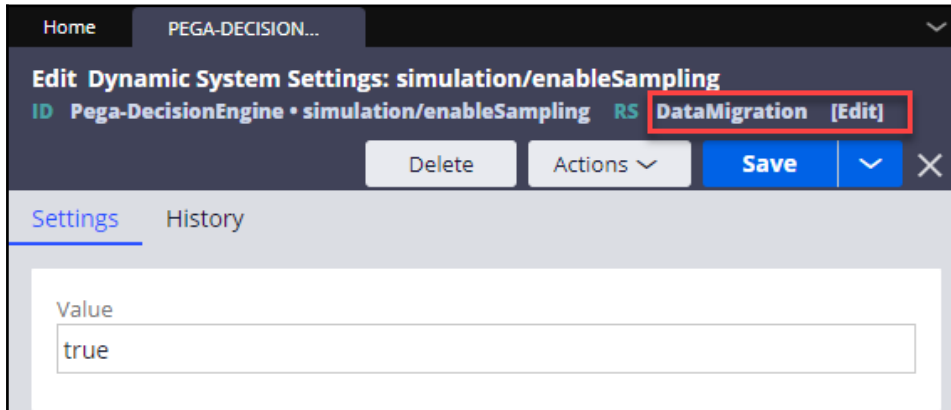 Home PEGA-DECISION...
Edit Dynamic System Settings: simulation/enableSampling
ID Pega-DecisionEngine • simulation/enableSampling RS DataMigration [Edit]
Delete Actions Save
Settings History
Value
true